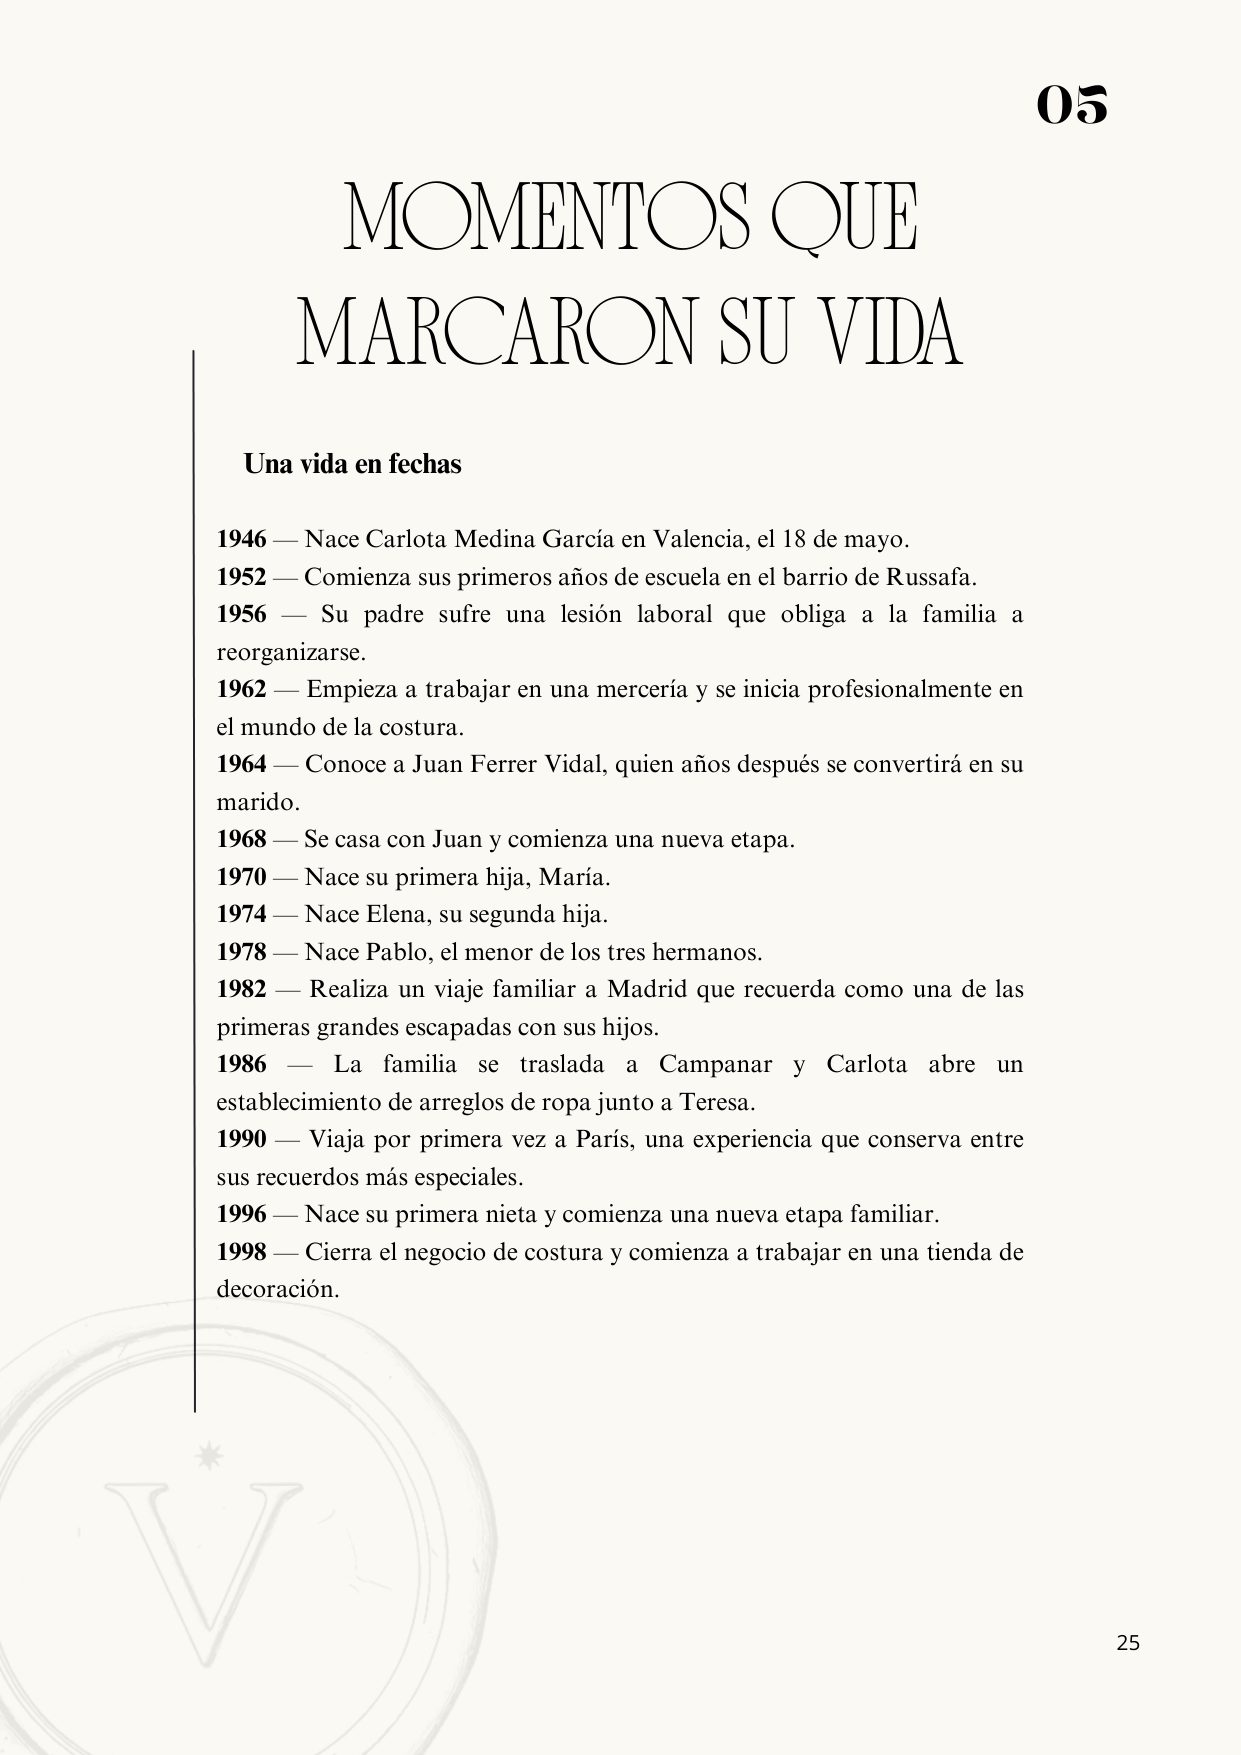 05
MOMENTOS QUE
MARCARON SU VIDA
Una vida en fechas
1946 — Nace Carlota Medina García en Valencia, el 18 de mayo.
1952 — Comienza sus primeros años de escuela en el barrio de Russafa.
1956 — Su padre sufre una lesión laboral que obliga a la familia a
reorganizarse.
1962 — Empieza a trabajar en una mercería y se inicia profesionalmente en
el mundo de la costura.
1964 — Conoce a Juan Ferrer Vidal, quien años después se convertirá en su
marido.
1968 — Se casa con Juan y comienza una nueva etapa.
1970 — Nace su primera hija, María.
1974 — Nace Elena, su segunda hija.
1978 — Nace Pablo, el menor de los tres hermanos.
1982 — Realiza un viaje familiar a Madrid que recuerda como una de las
primeras grandes escapadas con sus hijos.
1986 — La familia se traslada a Campanar y Carlota abre un
establecimiento de arreglos de ropa junto a Teresa.
1990 — Viaja por primera vez a París, una experiencia que conserva entre
sus recuerdos más especiales.
1996 — Nace su primera nieta y comienza una nueva etapa familiar.
1998 — Cierra el negocio de costura y comienza a trabajar en una tienda de
decoración.
V
25